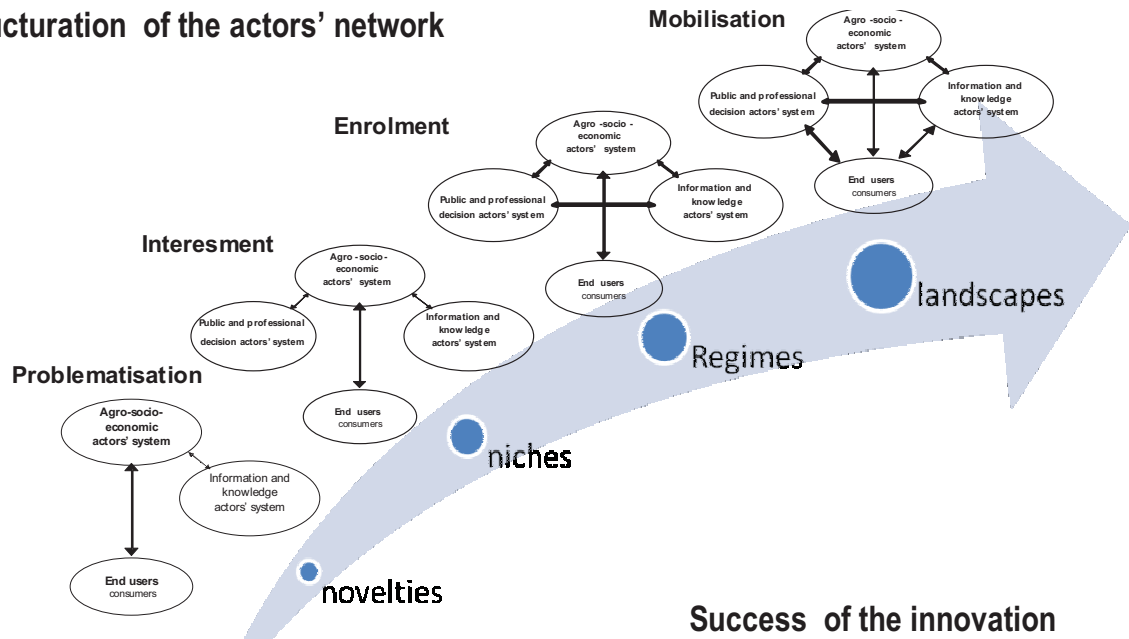 ucturation of the actors' network
Mobilisation
Agro -socio -
economic
actors' system
Public and professional
decision actors' system
Information and
knowledge
actors' system
End users
consumers
Enrolment
Agro -socio -
economic
actors' system
Public and professional
decision actors' system
Information and
knowledge
actors' system
End users
consumers
Interesment
Agro -socio-
economic
actors' system
Public and professional
decision actors' system
Information and
knowledge
actors' system
End users
consumers
Problematisation
Agro-socio-
economic
actors' system
Information and
knowledge
actors' system
End users
consumers
landscapes
Regimes
niches
novelties
Success of the innovation